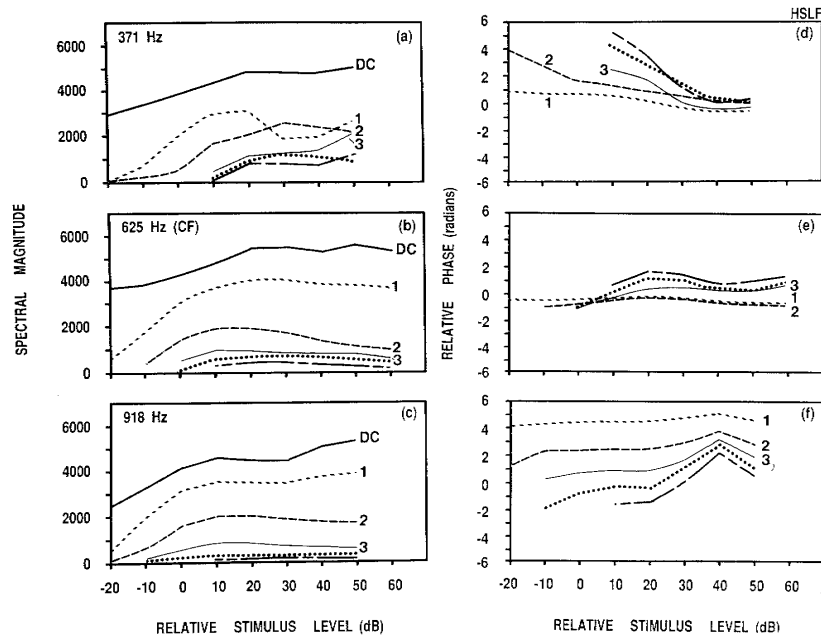 HSLF
371 Hz
(a)
6000
4000
2000
0
DC
1
2
3
625 Hz (CF)
(b)
6000
4000
2000
0
DC
1
2
3
918 Hz
(c)
6000
4000
2000
0
DC
1
2
3
-20 -10 0 10 20 30 40 50 60
SPECTRAL MAGNITUDE
RELATIVE STIMULUS LEVEL (dB)
(d)
6
4
2
0
-2
-4
-6
2
3
1
(e)
6
4
2
0
-2
-4
-6
3
1
2
(f)
6
4
2
0
-2
-4
-6
1
2
3
-20 -10 0 10 20 30 40 50 60
RELATIVE PHASE (radians)
RELATIVE STIMULUS LEVEL (dB)